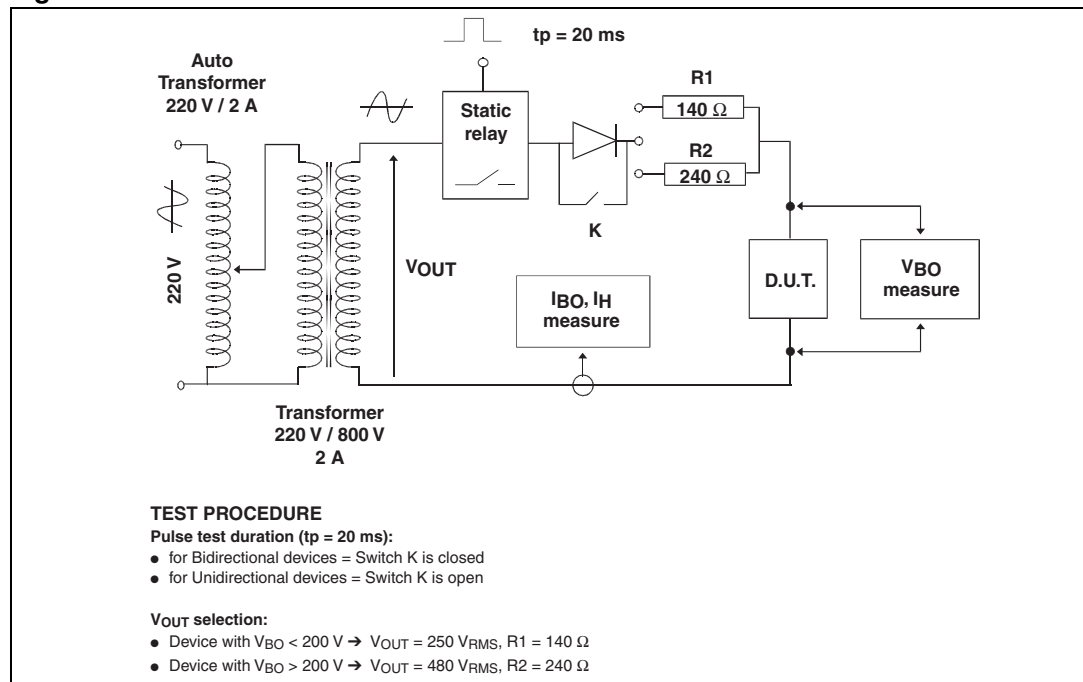 tp = 20 ms
Auto
Transformer
220 V / 2 A
Static
relay
R1
140 Ω
R2
240 Ω
K
220 V
VOUT
IBO, IH
measure
D.U.T.
VBO
measure
Transformer
220 V / 800 V
2 A
TEST PROCEDURE
Pulse test duration (tp = 20 ms):
● for Bidirectional devices = Switch K is closed
● for Unidirectional devices = Switch K is open
VOUT selection:
● Device with VBO < 200 V ➔ VOUT = 250 VRMS, R1 = 140 Ω
● Device with VBO > 200 V ➔ VOUT = 480 VRMS, R2 = 240 Ω